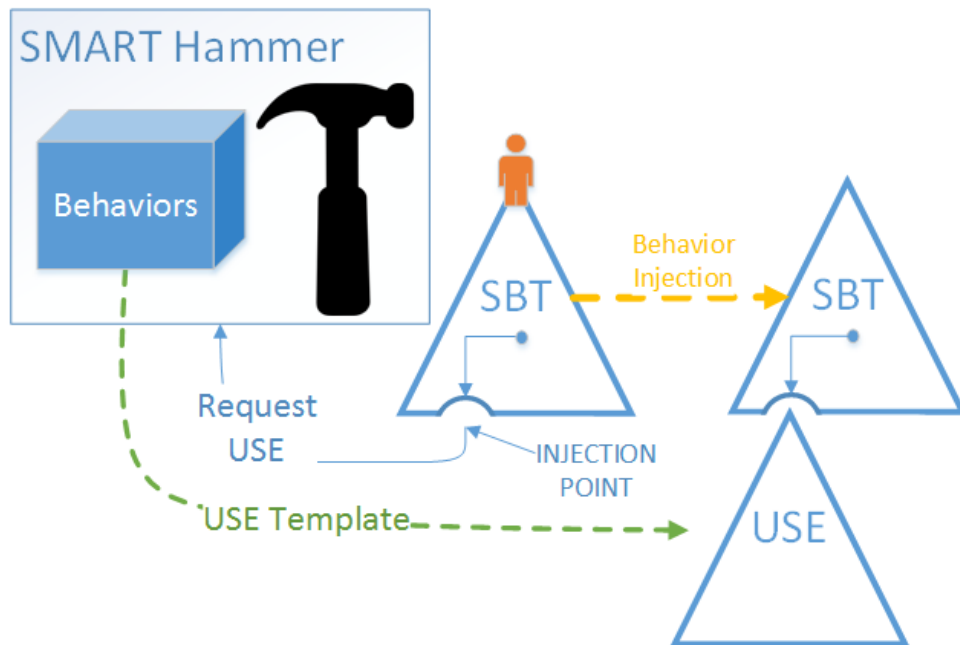 SMART Hammer
Behaviors
SBT
Behavior
Injection
SBT
Request
USE
INJECTION
POINT
USE Template
USE